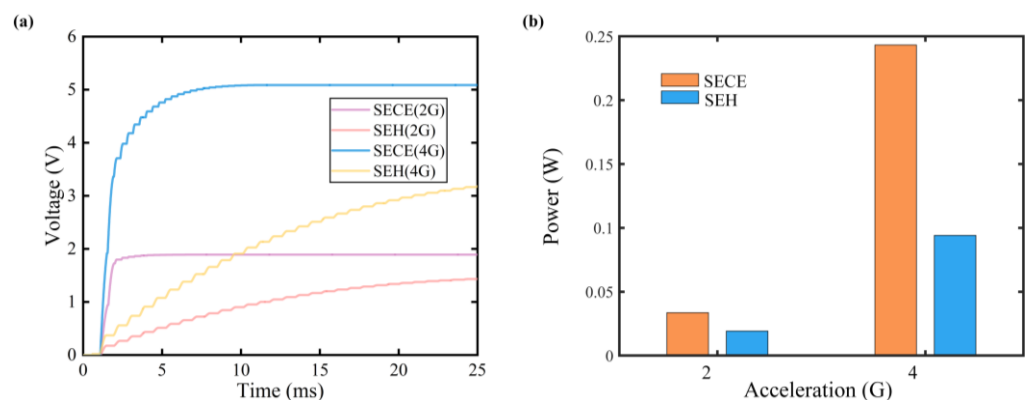 (a)
6
5
4
3
2
1
0
Voltage (V)
SECE(2G)
SEH(2G)
SECE(4G)
SEH(4G)
0 5 10 15 20 25
Time (ms)
(b)
0.25
0.2
0.15
0.1
0.05
0
Power (W)
SECE
SEH
2 4
Acceleration (G)